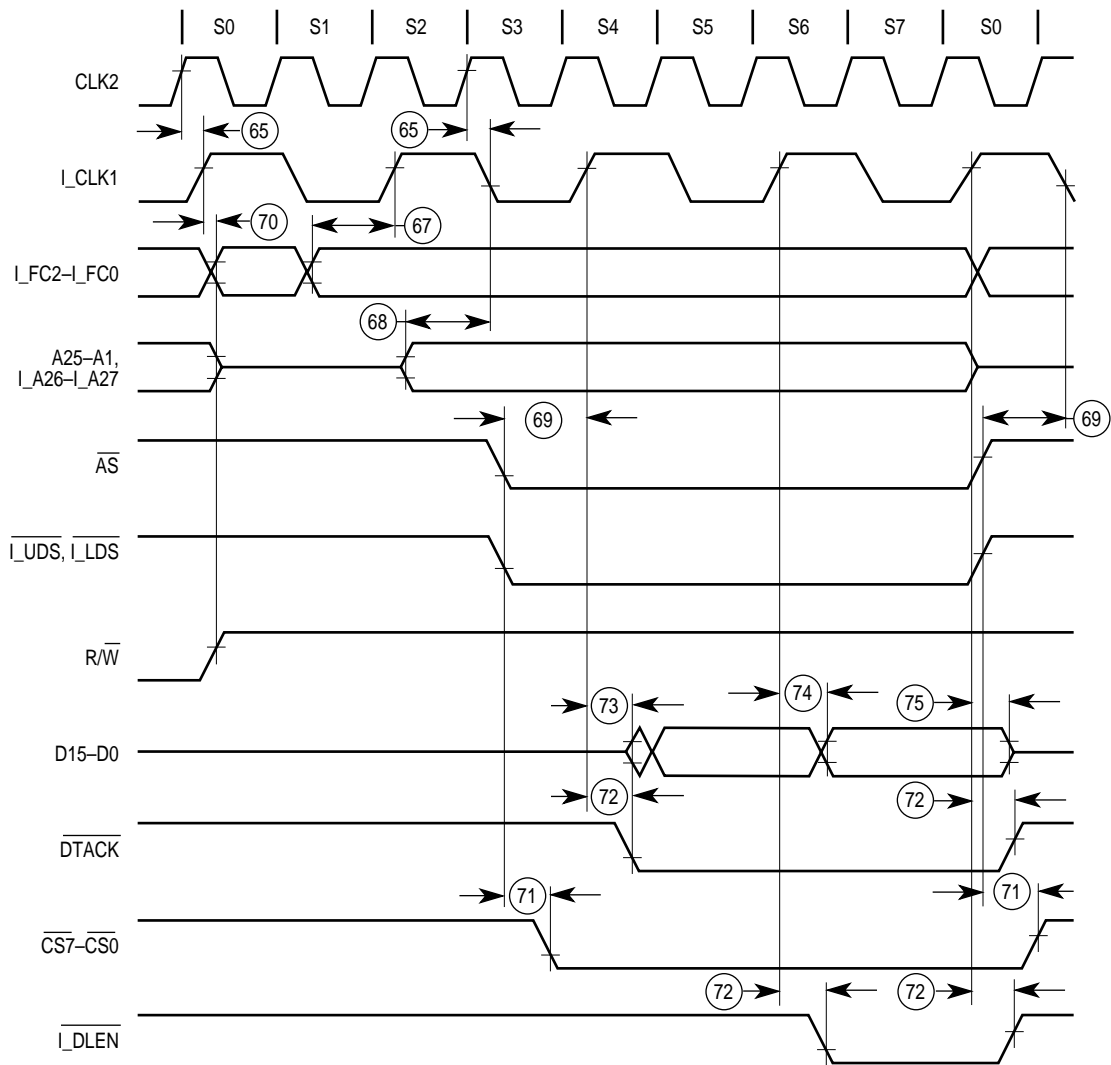 S0 S1 S2 S3 S4 S5 S6 S7 S0
CLK2
65 65
I_CLK1
70 67
I_FC2–I_FC0
68
A25–A1,
I_A26–I_A27
69 69
AS
I_UDS, I_LDS
R/W
73 74 75
D15–D0
72 72
DTACK
71 71
CS7–CS0
72 72
I_DLEN